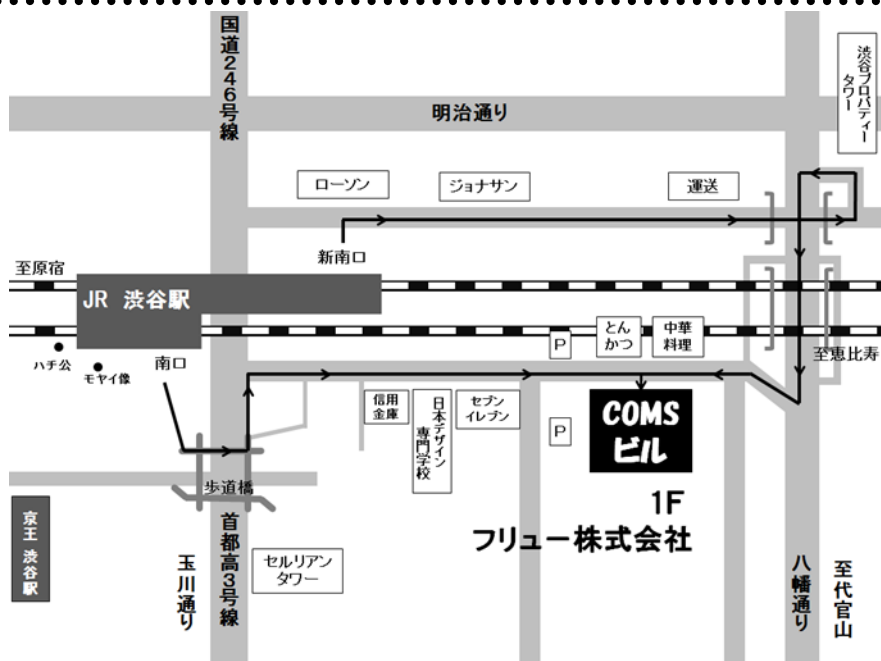 国道246号線
渋谷プロパティー
タワー
明治通り
ローソン
ジョナサン
運送
新南口
至原宿
JR 渋谷駅
ハチ公
モヤイ像
南口
P
とん
かつ
中華
料理
至恵比寿
信用
金庫
日本デザイン
専門学校
セブン
イレブン
P
COMS
ビル
1F
フリュー株式会社
歩道橋
京王 渋谷駅
玉川通り
首都高3号線
セルリアン
タワー
八幡通り
至代官山